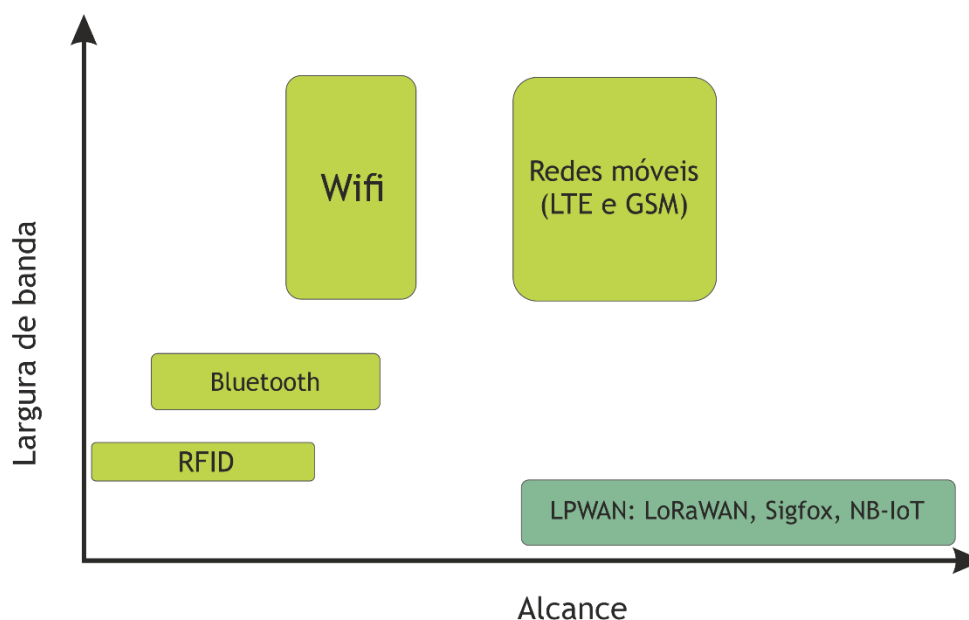 Largura de banda
Wifi
Redes móveis
(LTE e GSM)
Bluetooth
RFID
LPWAN: LoRaWAN, Sigfox, NB-IoT
Alcance